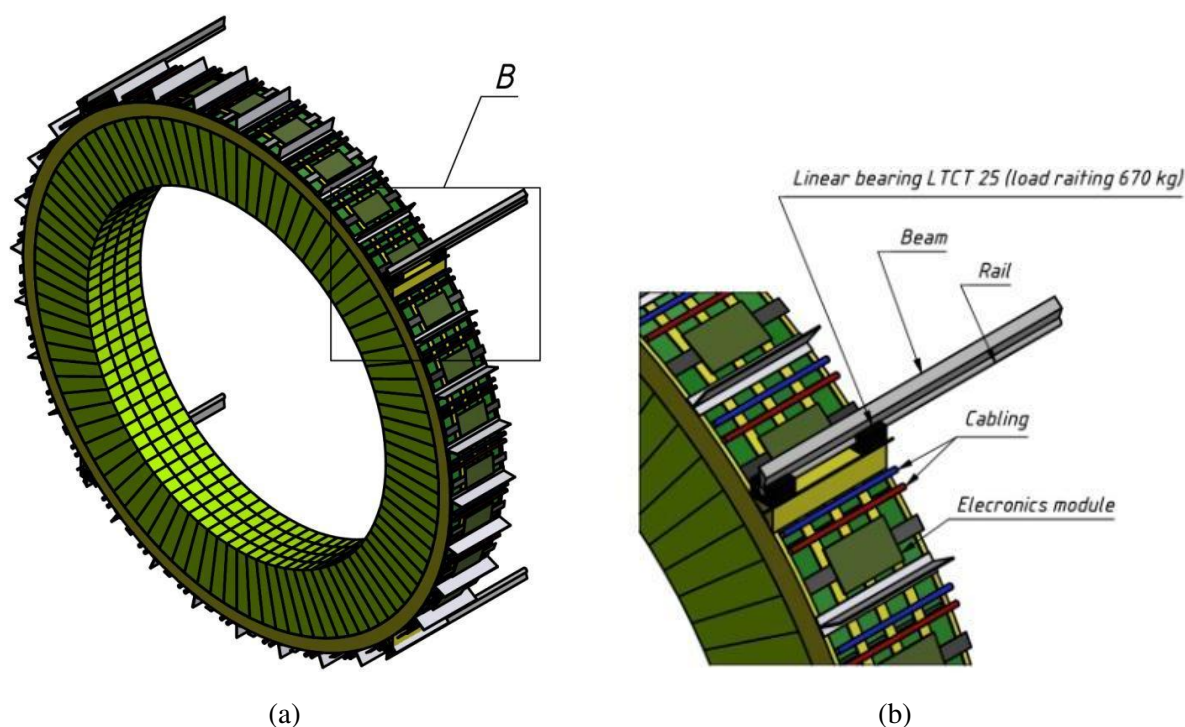 B
Linear bearing LTCT 25 (load raiting 670 kg)
Beam
Rail
Cabling
Elecronics module
(a)
(b)